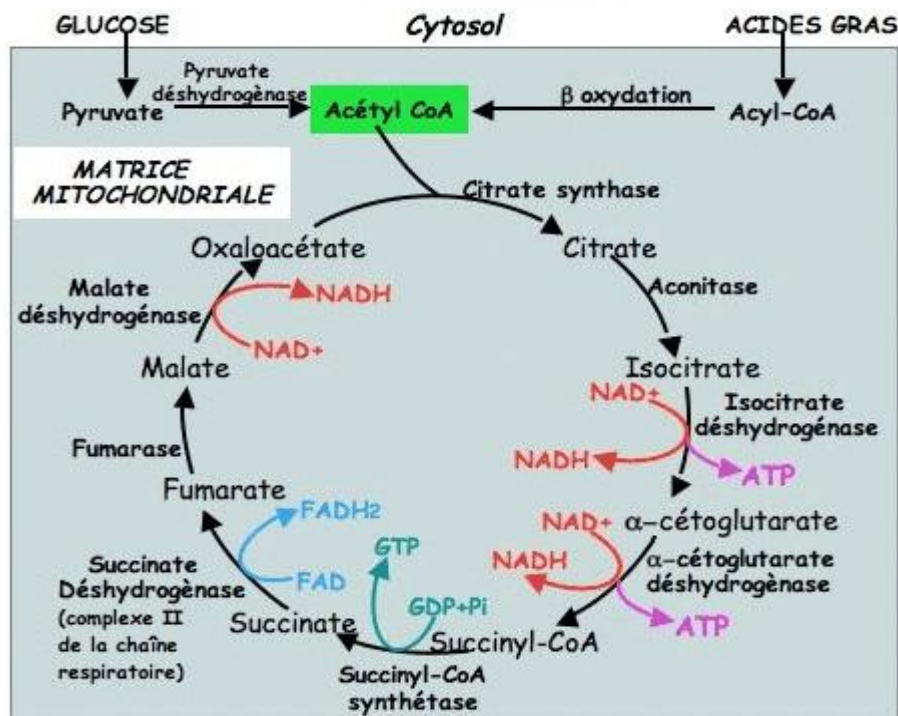 GLUCOSE
Cytosol
ACIDES GRAS
Pyruvate
déshydrogènase
Pyruvate
Acétyl CoA
β oxydation
Acyl-CoA
MATRICE
MITOCHONDRIALE
Citrate synthase
Oxaloacétate
Citrate
Malate
déshydrogénase
NADH
NAD+
Aconitase
Malate
Isocitrate
NAD+
Isocitrate
déshydrogénase
NADH
ATP
Fumarase
Fumarate
FADH2
FAD
GTP
GDP+Pi
NAD+
α-cétoglutarate
NADH
α-cétoglutarate
déshydrogènase
ATP
Succinate
Déshydrogènase
(complexe II
de la chaîne
respiratoire)
Succinate
Succinyl-CoA
Succinyl-CoA
synthétase